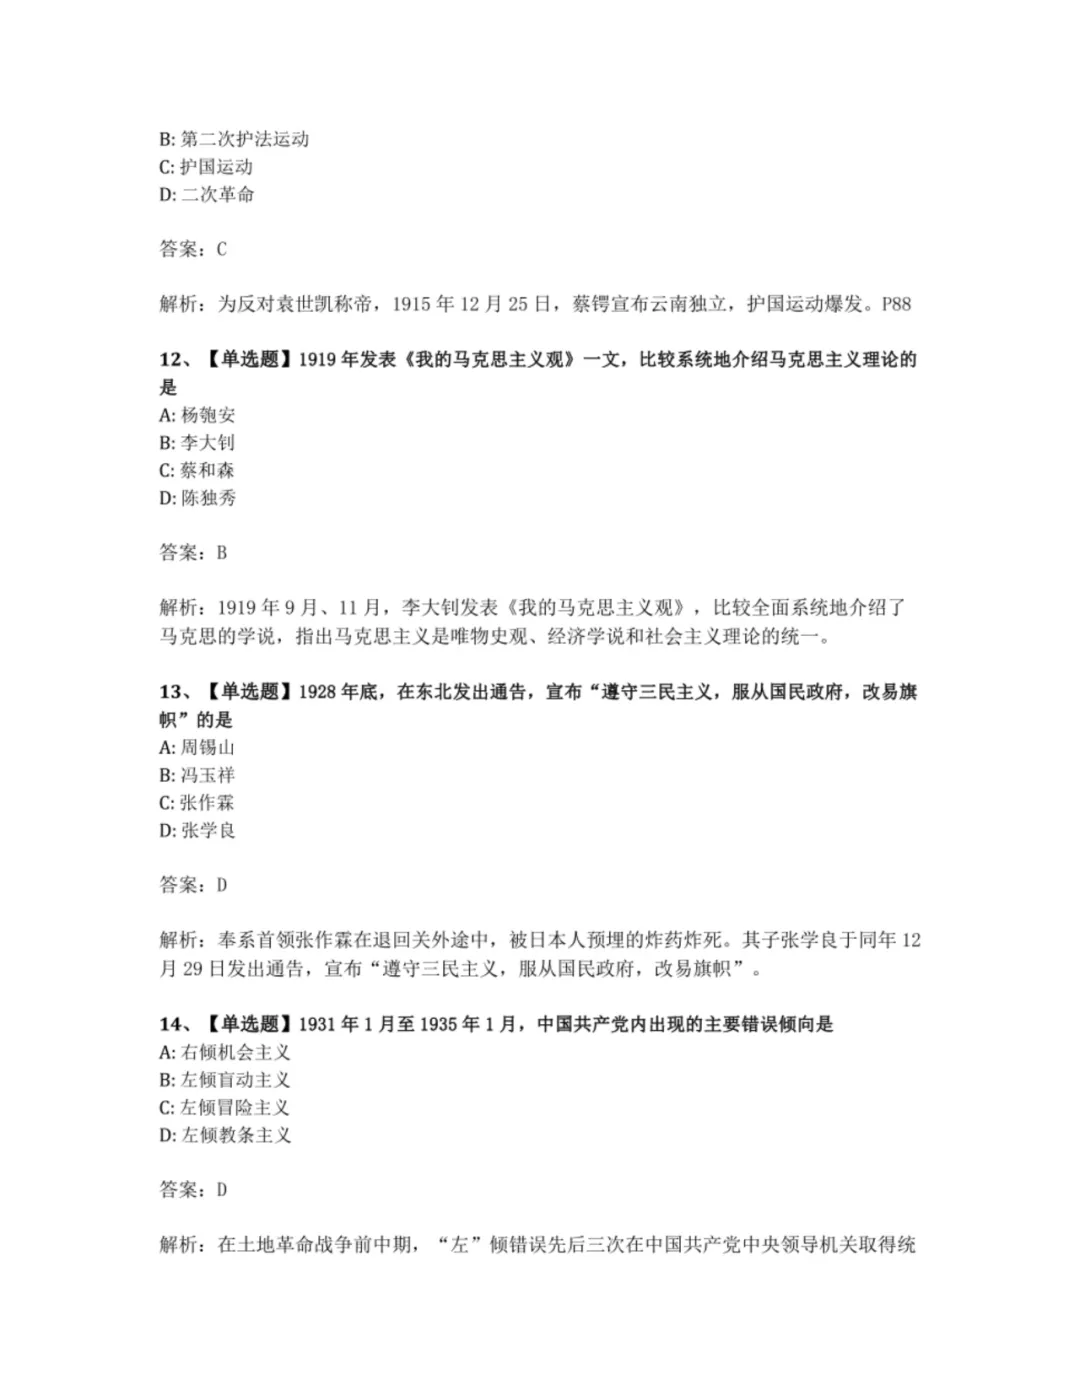 B: 第二次护法运动
C: 护国运动
D: 二次革命
答案：C
解析：为反对袁世凯称帝，1915 年 12 月 25 日，蔡锷宣布云南独立，护国运动爆发。P88
12、【单选题】1919 年发表《我的马克思主义观》一文，比较系统地介绍马克思主义理论的
是
A: 杨匏安
B: 李大钊
C: 蔡和森
D: 陈独秀
答案：B
解析：1919 年 9 月、11 月，李大钊发表《我的马克思主义观》，比较全面系统地介绍了
马克思的学说，指出马克思主义是唯物史观、经济学说和社会主义理论的统一。
13、【单选题】1928 年底，在东北发出通告，宣布“遵守三民主义，服从国民政府，改易旗
帜”的是
A: 周锡山
B: 冯玉祥
C: 张作霖
D: 张学良
答案：D
解析：奉系首领张作霖在退回关外途中，被日本人预埋的炸药炸死。其子张学良于同年 12
月 29 日发出通告，宣布“遵守三民主义，服从国民政府，改易旗帜”。
14、【单选题】1931 年 1 月至 1935 年 1 月，中国共产党内出现的主要错误倾向是
A: 右倾机会主义
B: 左倾盲动主义
C: 左倾冒险主义
D: 左倾教条主义
答案：D
解析：在土地革命战争前中期，“左”倾错误先后三次在中国共产党中央领导机关取得统